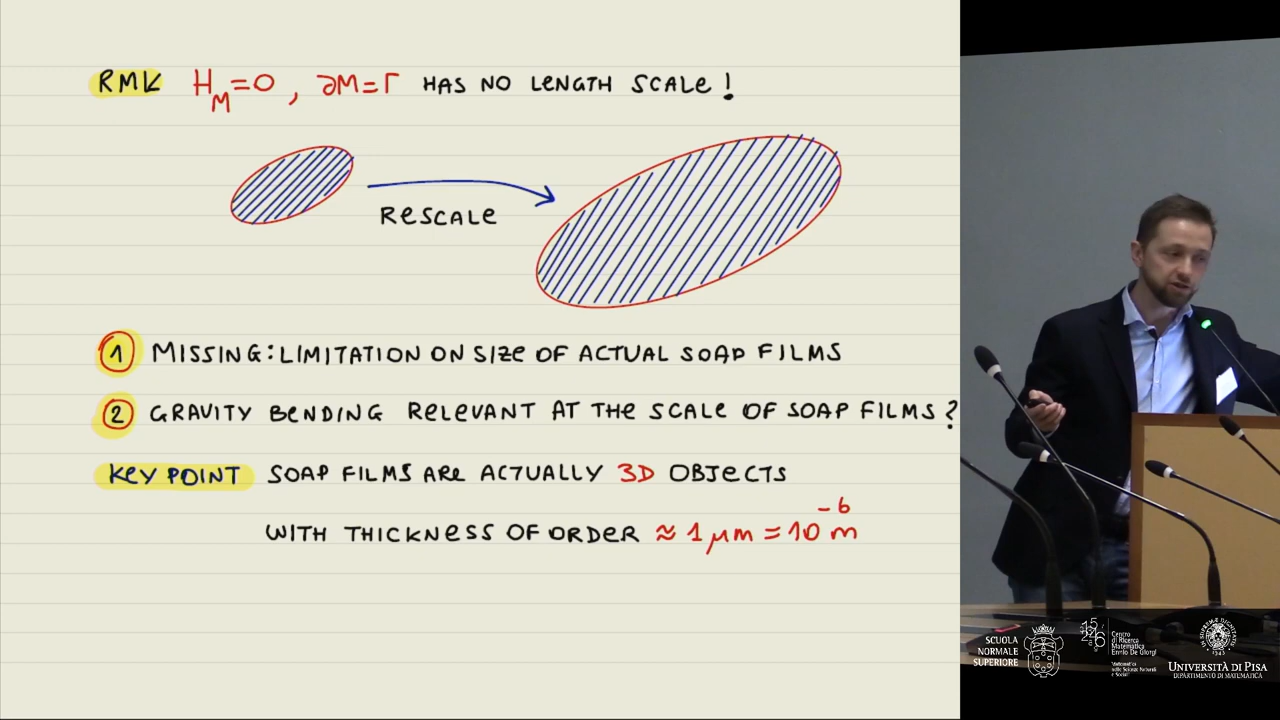 RMK H_M=0, ∂M=Γ HAS NO LENGTH SCALE!
RESCALE
1 MISSING: LIMITATION ON SIZE OF ACTUAL SOAP FILMS
2 GRAVITY BENDING RELEVANT AT THE SCALE OF SOAP FILMS?
KEY POINT SOAP FILMS ARE ACTUALLY 3D OBJECTS
WITH THICKNESS OF ORDER ≈ 1 μm = 10⁻⁶ m
SCUOLA
NORMALE
SUPERIORE
Centro
di Ricerca
Matematica
Ennio De Giorgi
UNIVERSITÀ DI PISA
DIPARTIMENTO DI MATEMATICA